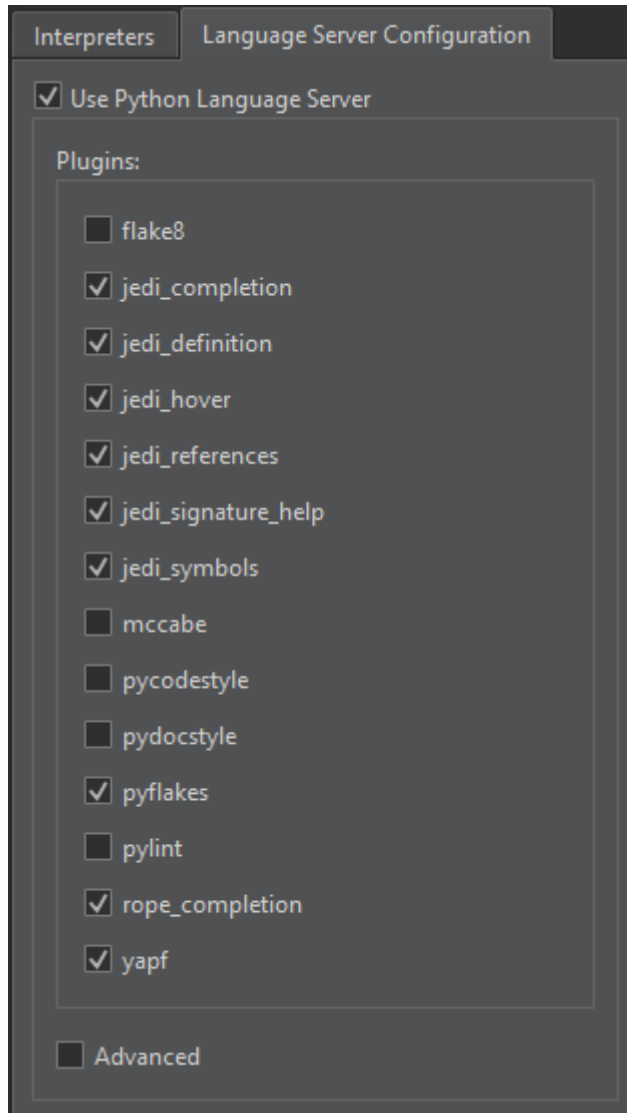 Interpreters
Language Server Configuration
Use Python Language Server
Plugins:
flake8
jedi_completion
jedi_definition
jedi_hover
jedi_references
jedi_signature_help
jedi_symbols
mccabe
pycodestyle
pydocstyle
pyflakes
pylint
rope_completion
yapf
Advanced